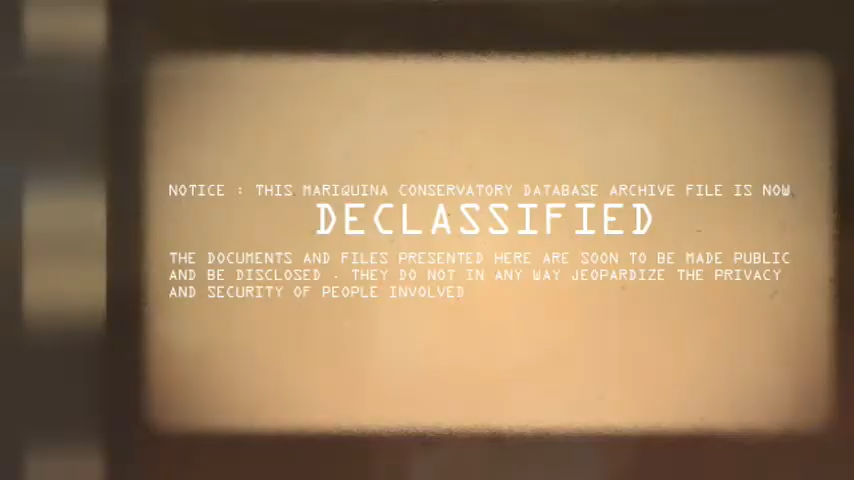 NOTICE : THIS MARIQUINA CONSERVATORY DATABASE ARCHIVE FILE IS NOW
DECLASSIFIED
THE DOCUMENTS AND FILES PRESENTED HERE ARE SOON TO BE MADE PUBLIC
AND BE DISCLOSED . THEY DO NOT IN ANY WAY JEOPARDIZE THE PRIVACY
AND SECURITY OF PEOPLE INVOLVED